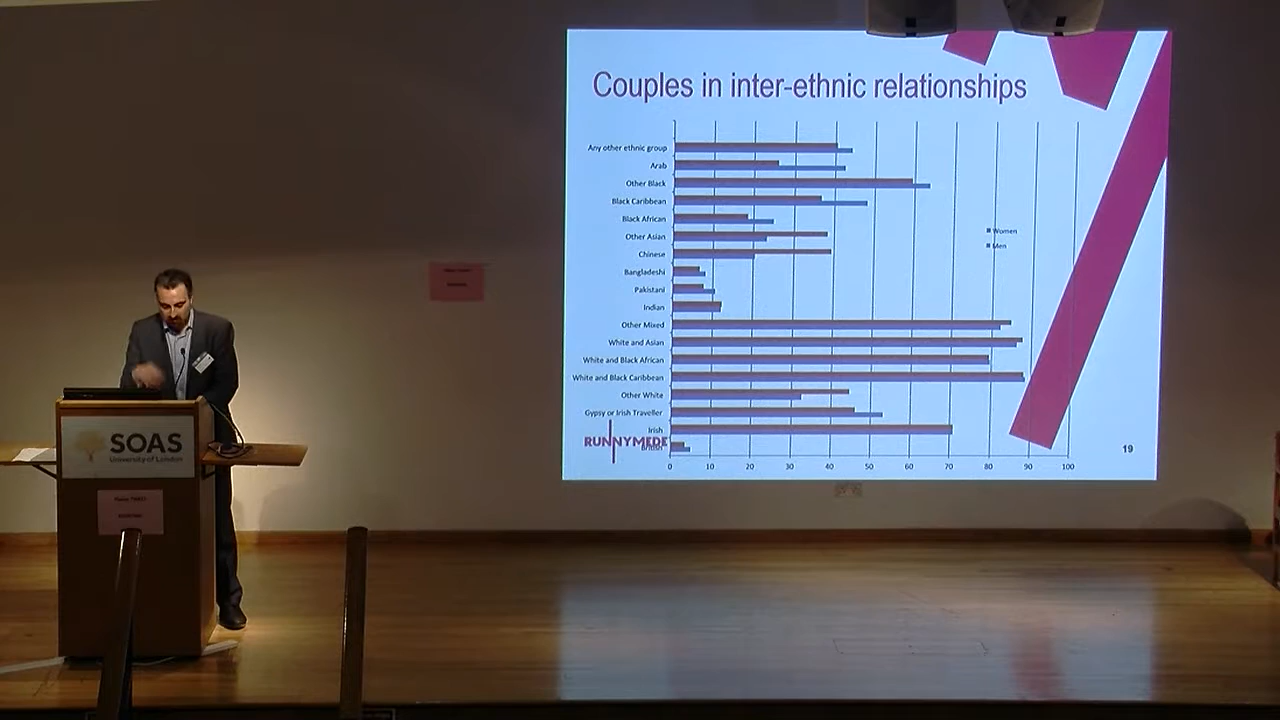 Couples in inter-ethnic relationships
Any other ethnic group
Arab
Other Black
Black Caribbean
Black African
Other Asian
Chinese
Bangladeshi
Pakistani
Indian
Other Mixed
White and Asian
White and Black African
White and Black Caribbean
Other White
Gypsy or Irish Traveller
Irish
British
Women
Men
RUNNYMEDE
19
0 10 20 30 40 50 60 70 80 90 100
SOAS
University of London